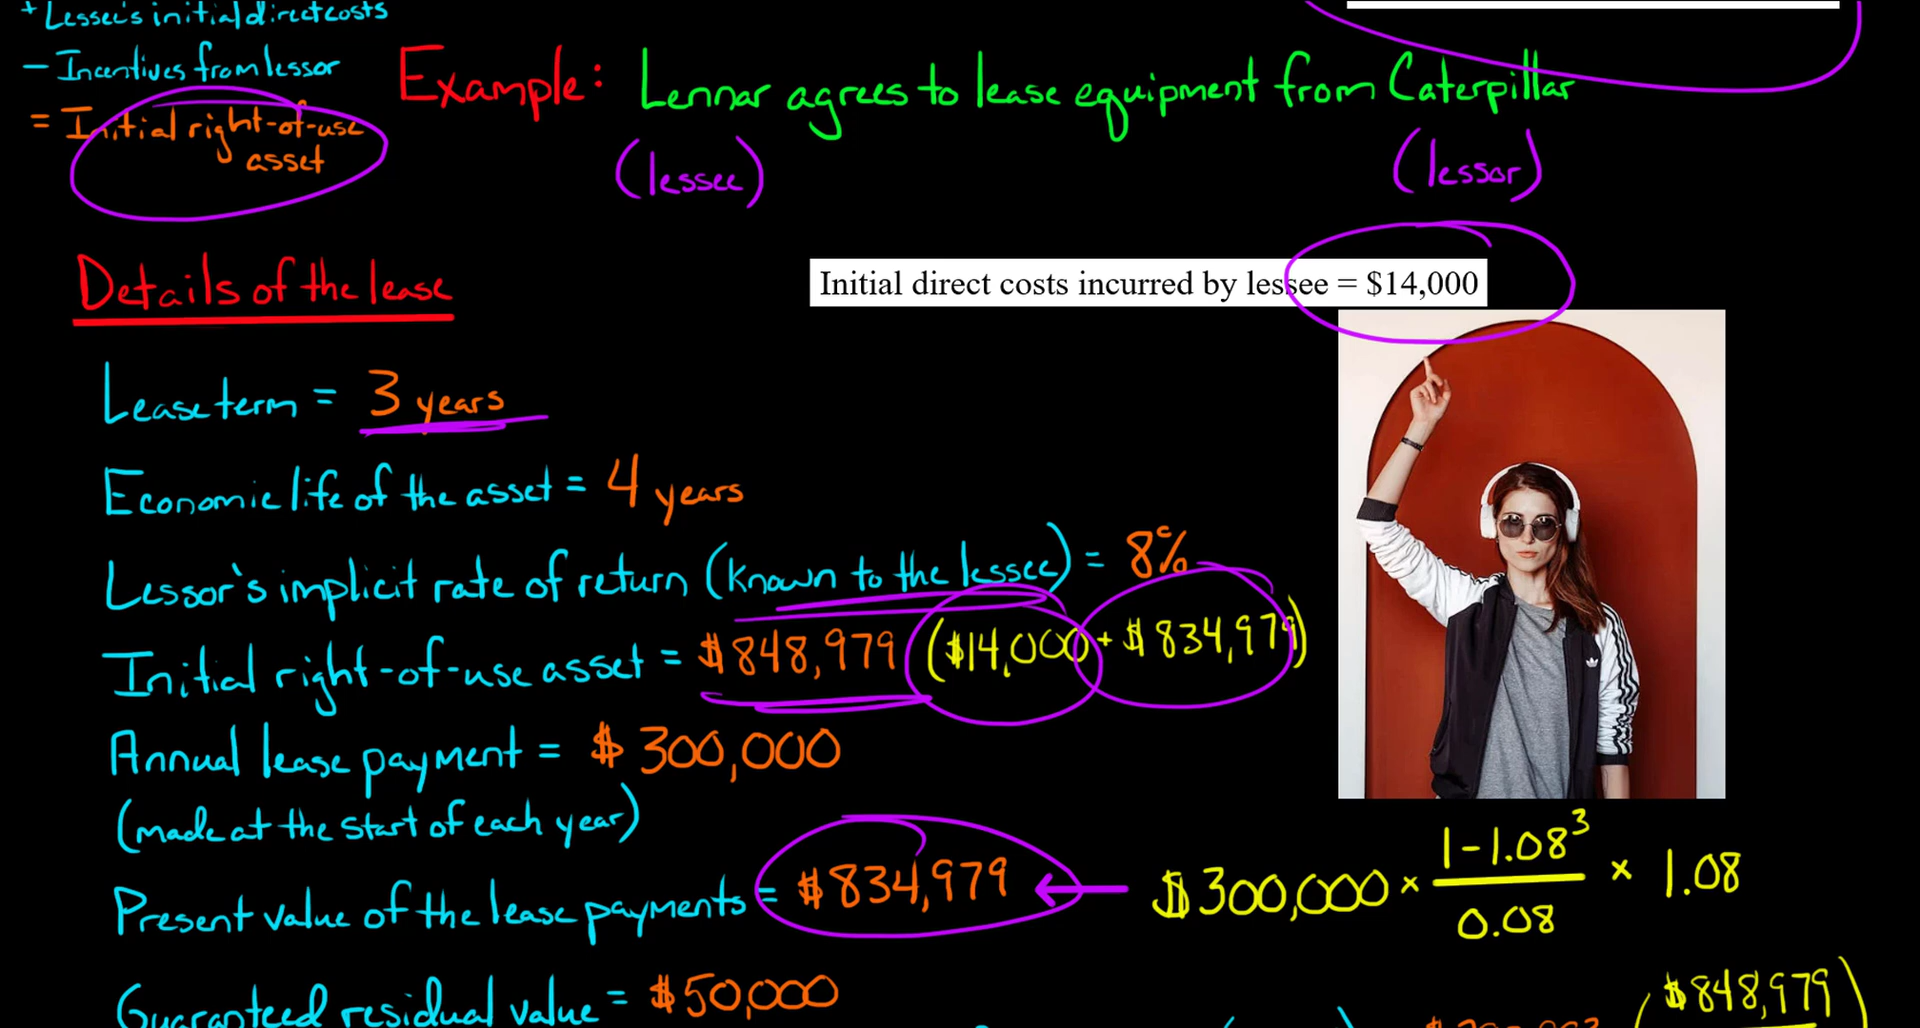 + Lessee's initial direct costs
- Incentives from lessor
= Initial right-of-use
asset
Example: Lennar agrees to lease equipment from Caterpillar
(lessee) (lessor)
Initial direct costs incurred by lessee = $14,000
Details of the lease
Lease term = 3 years
Economic life of the asset = 4 years
Lessor's implicit rate of return (known to the lessee) = 8%
Initial right-of-use asset = $848,979 ($14,000 + $834,979)
Annual lease payment = $300,000
(made at the start of each year)
Present value of the lease payments = $834,979 ← $300,000 × 1-1.08³ / 0.08 × 1.08
Guaranteed residual value = $50,000
$848,979